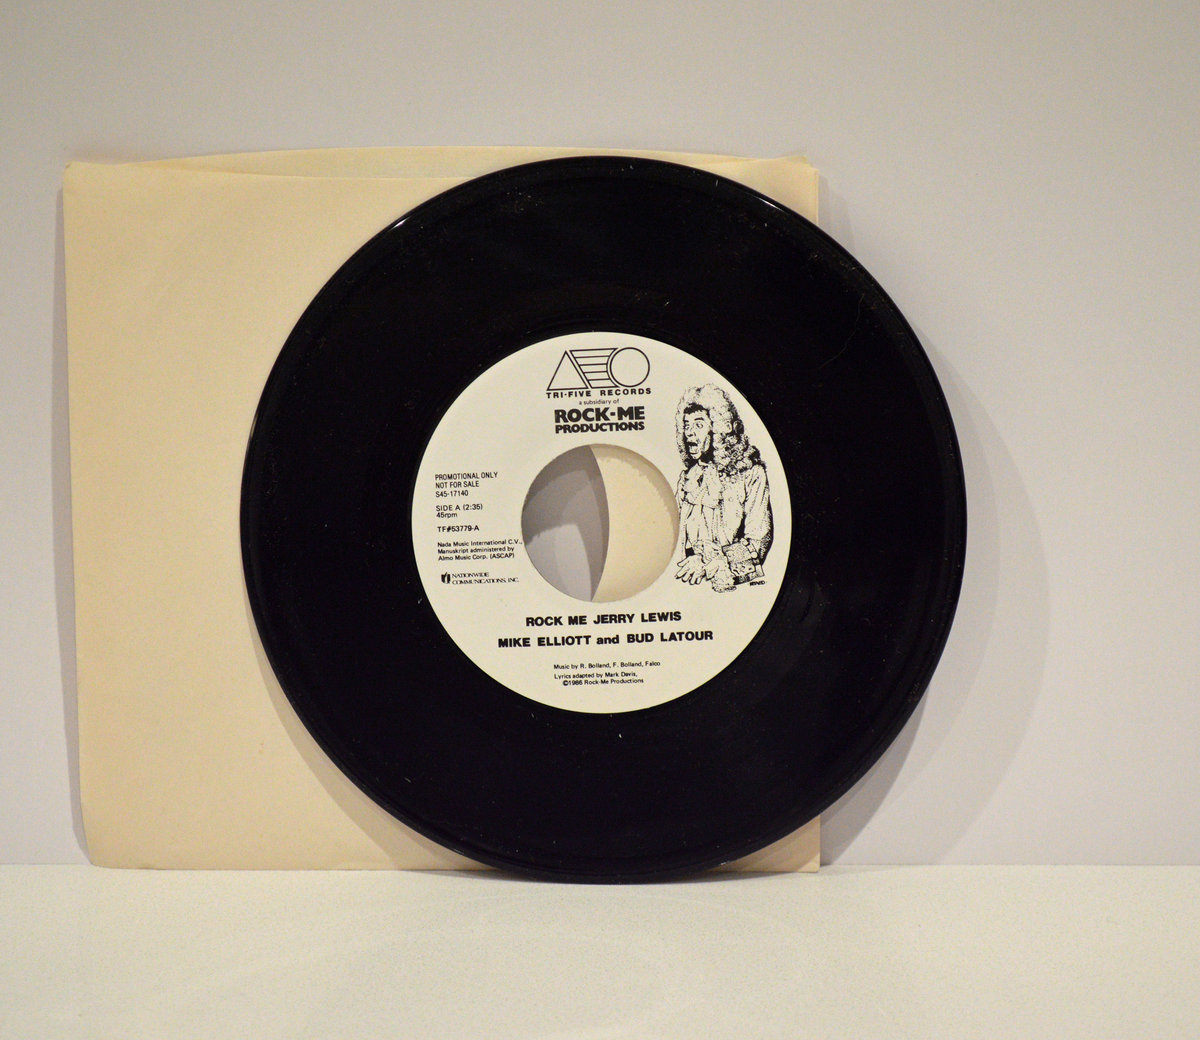 TRI-FIVE RECORDS
a subsidiary of
ROCK-ME
PRODUCTIONS
PROMOTIONAL ONLY
NOT FOR SALE
S45-17140
SIDE A (2:35)
45rpm
TF#53779-A
Nada Music International C.V.,
Manuskript administered by
Almo Music Corp. (ASCAP)
NATIONWIDE
COMMUNICATIONS, INC.
ROCK ME JERRY LEWIS
MIKE ELLIOTT and BUD LATOUR
Music by R. Bolland, F. Bolland, Falco
Lyrics adapted by Mark Davis,
©1986 Rock-Me Productions